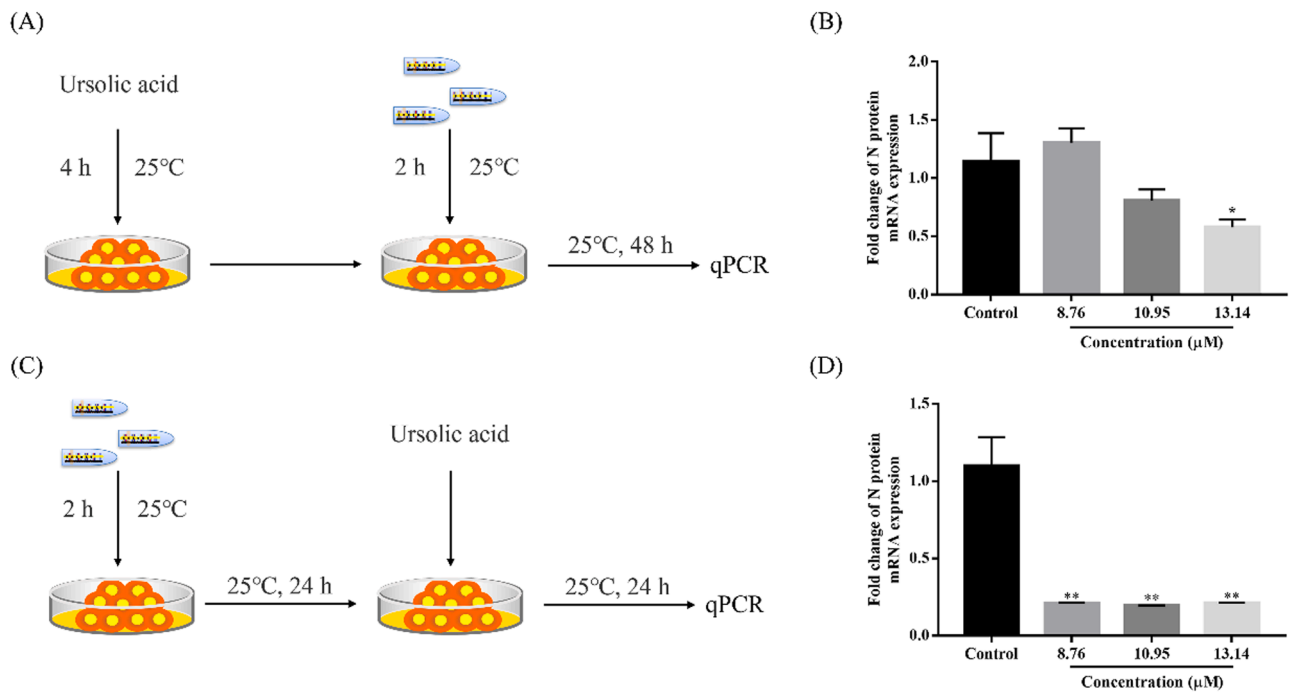 (A)
Ursolic acid
4 h
25℃
2 h
25℃
25℃, 48 h
qPCR
(B)
Fold change of N protein
mRNA expression
2.0
1.5
1.0
0.5
0.0
*
Control
8.76
10.95
13.14
Concentration (μM)
(C)
2 h
25℃
25℃, 24 h
Ursolic acid
25℃, 24 h
qPCR
(D)
Fold change of N protein
mRNA expression
1.5
1.0
0.5
0.0
**
**
**
Control
8.76
10.95
13.14
Concentration (μM)